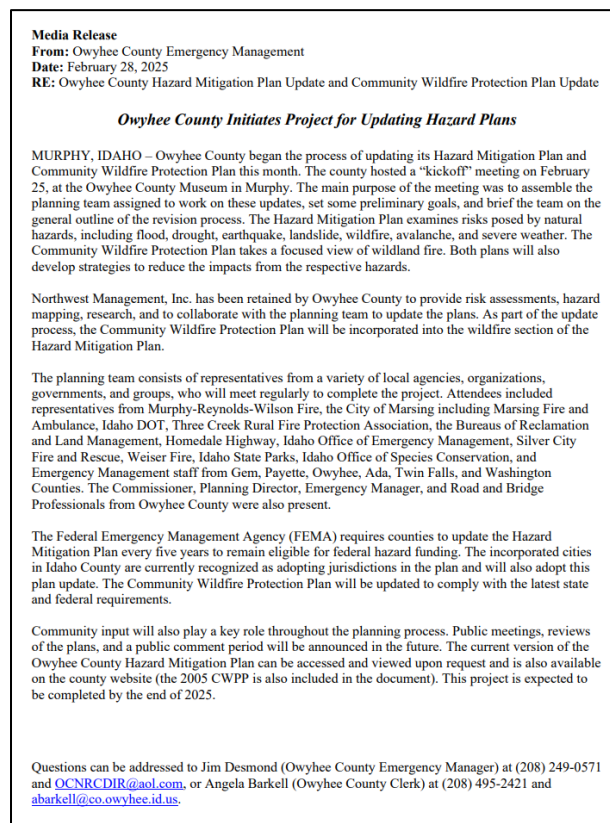 Media Release
From: Owyhee County Emergency Management
Date: February 28, 2025
RE: Owyhee County Hazard Mitigation Plan Update and Community Wildfire Protection Plan Update
Owyhee County Initiates Project for Updating Hazard Plans
MURPHY, IDAHO – Owyhee County began the process of updating its Hazard Mitigation Plan and
Community Wildfire Protection Plan this month. The county hosted a “kickoff” meeting on February
25, at the Owyhee County Museum in Murphy. The main purpose of the meeting was to assemble the
planning team assigned to work on these updates, set some preliminary goals, and brief the team on the
general outline of the revision process. The Hazard Mitigation Plan examines risks posed by natural
hazards, including flood, drought, earthquake, landslide, wildfire, avalanche, and severe weather. The
Community Wildfire Protection Plan takes a focused view of wildland fire. Both plans will also
develop strategies to reduce the impacts from the respective hazards.
Northwest Management, Inc. has been retained by Owyhee County to provide risk assessments, hazard
mapping, research, and to collaborate with the planning team to update the plans. As part of the update
process, the Community Wildfire Protection Plan will be incorporated into the wildfire section of the
Hazard Mitigation Plan.
The planning team consists of representatives from a variety of local agencies, organizations,
governments, and groups, who will meet regularly to complete the project. Attendees included
representatives from Murphy-Reynolds-Wilson Fire, the City of Marsing including Marsing Fire and
Ambulance, Idaho DOT, Three Creek Rural Fire Protection Association, the Bureaus of Reclamation
and Land Management, Homedale Highway, Idaho Office of Emergency Management, Silver City
Fire and Rescue, Weiser Fire, Idaho State Parks, Idaho Office of Species Conservation, and
Emergency Management staff from Gem, Payette, Owyhee, Ada, Twin Falls, and Washington
Counties. The Commissioner, Planning Director, Emergency Manager, and Road and Bridge
Professionals from Owyhee County were also present.
The Federal Emergency Management Agency (FEMA) requires counties to update the Hazard
Mitigation Plan every five years to remain eligible for federal hazard funding. The incorporated cities
in Idaho County are currently recognized as adopting jurisdictions in the plan and will also adopt this
plan update. The Community Wildfire Protection Plan will be updated to comply with the latest state
and federal requirements.
Community input will also play a key role throughout the planning process. Public meetings, reviews
of the plans, and a public comment period will be announced in the future. The current version of the
Owyhee County Hazard Mitigation Plan can be accessed and viewed upon request and is also available
on the county website (the 2005 CWPP is also included in the document). This project is expected to
be completed by the end of 2025.
Questions can be addressed to Jim Desmond (Owyhee County Emergency Manager) at (208) 249-0571
and OCNRCDIR@aol.com, or Angela Barkell (Owyhee County Clerk) at (208) 495-2421 and
abarkell@co.owyhee.id.us.